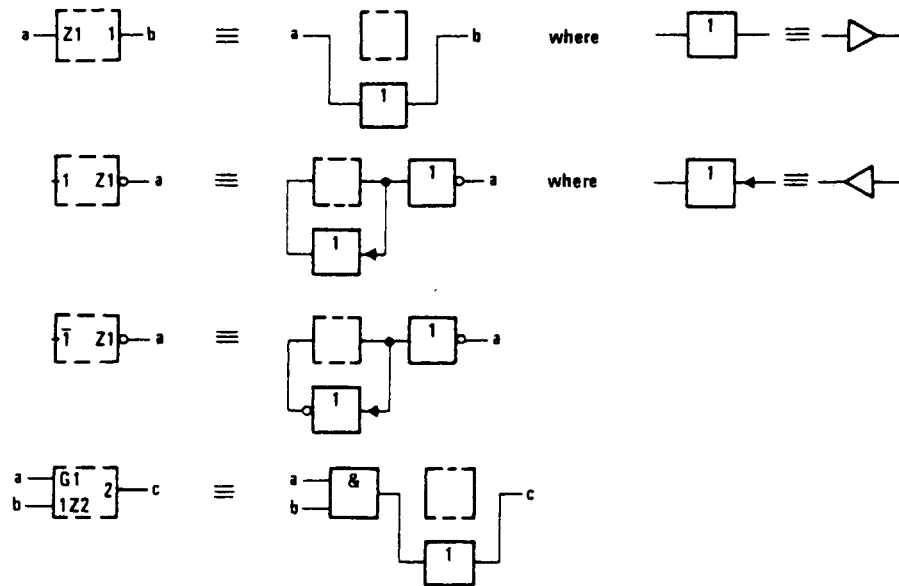 a Z1 1 b ≡ a 1 b where 1 ≡
1 Z1 a ≡ 1 a where 1 ≡
1
1̅ Z1 a ≡ 1 a
1
a G1 2 c ≡ a & c
b 1Z2 b 1